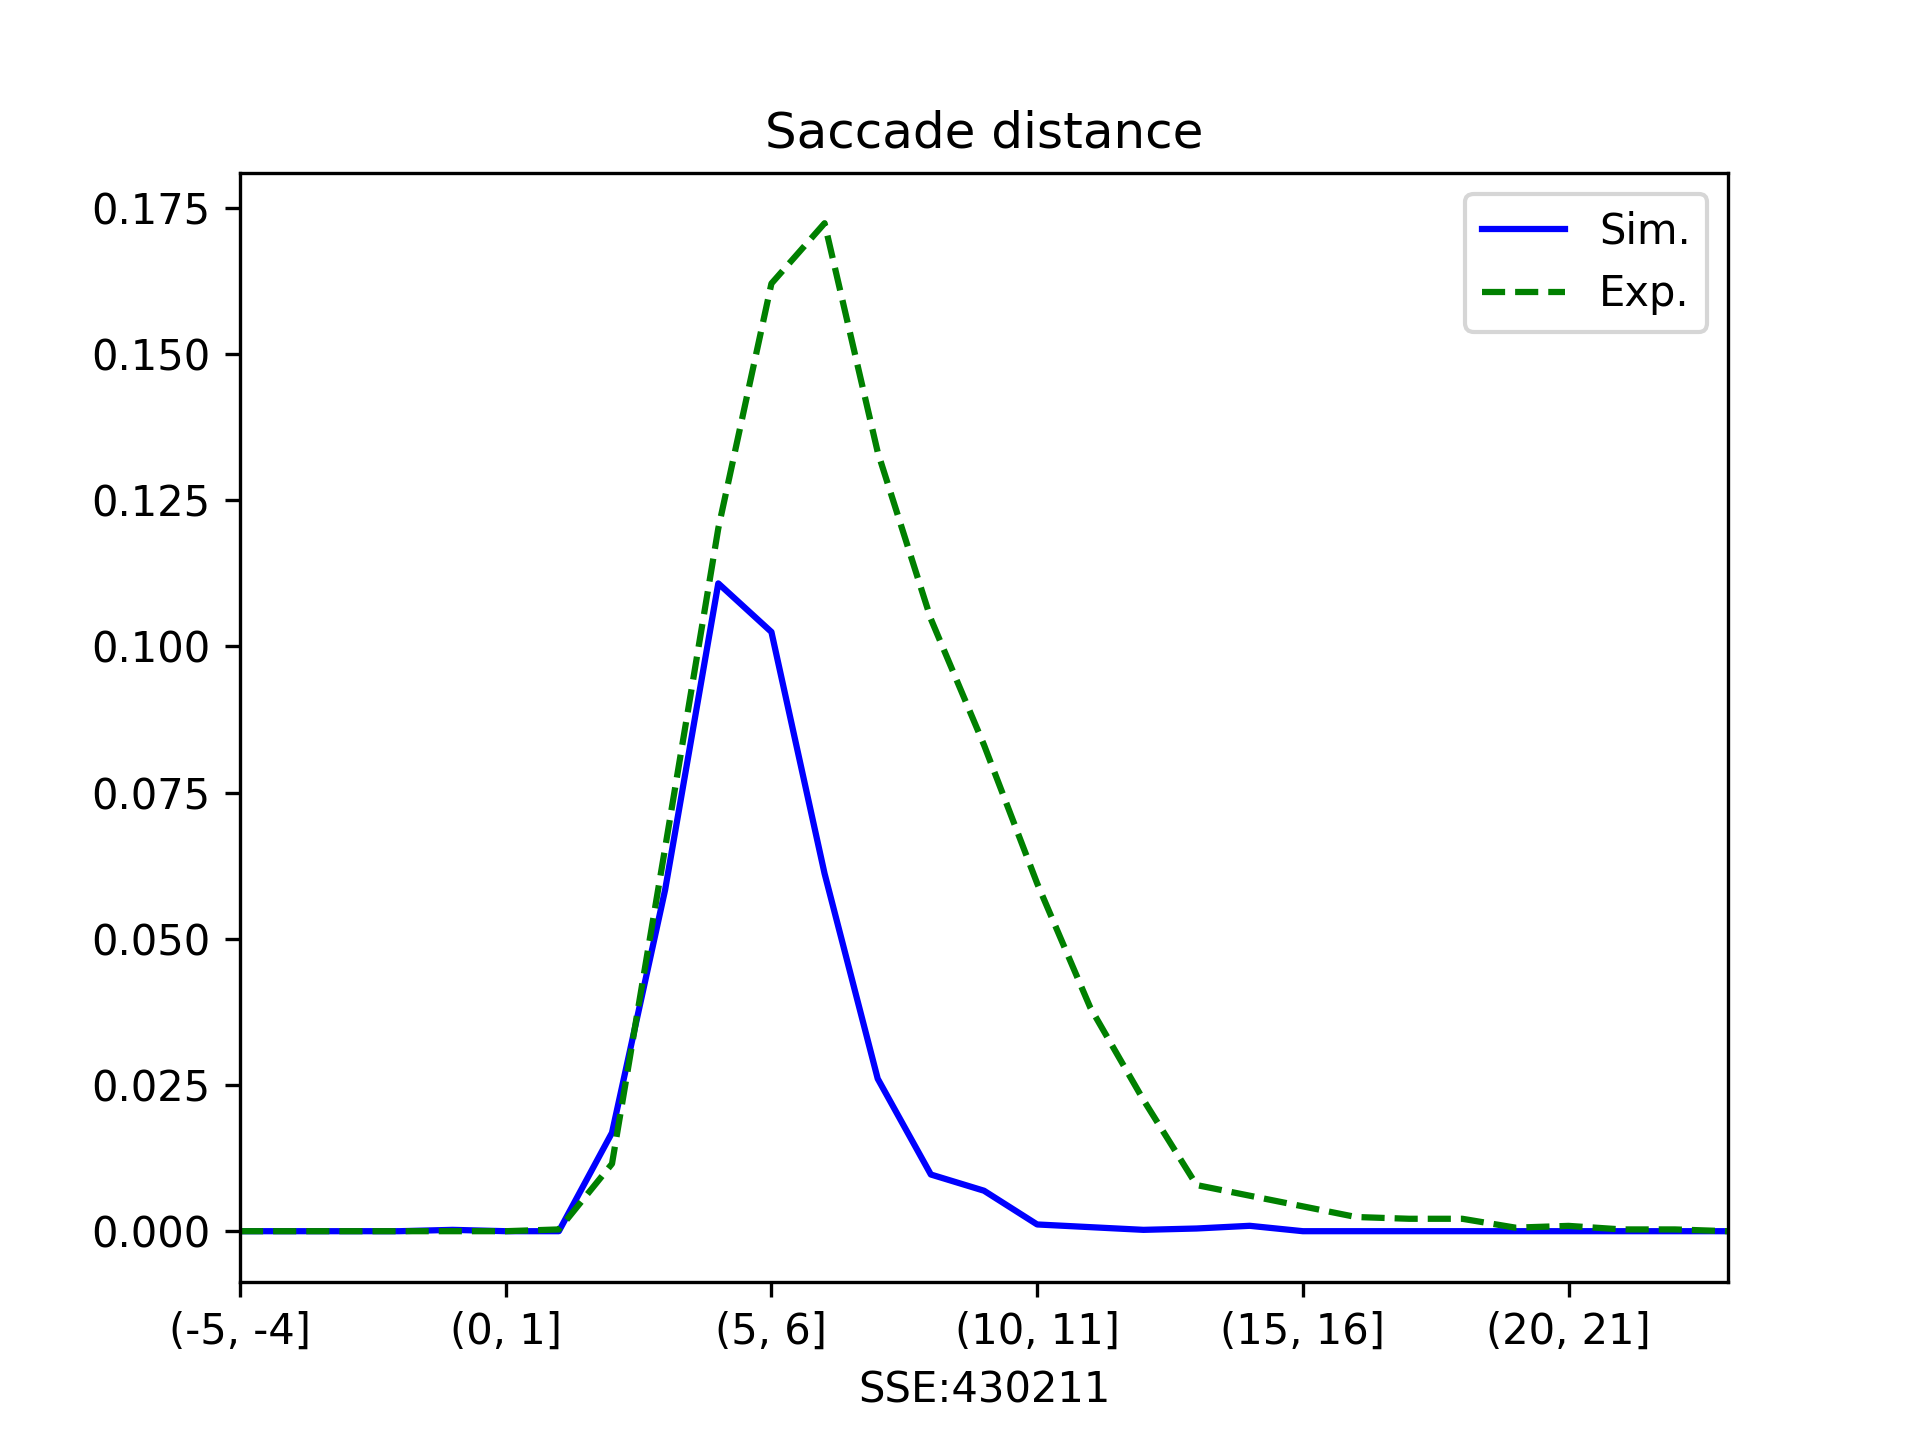 Saccade distance
Sim.
Exp.
0.175
0.150
0.125
0.100
0.075
0.050
0.025
0.000
(-5, -4] (0, 1] (5, 6] (10, 11] (15, 16] (20, 21]
SSE:430211